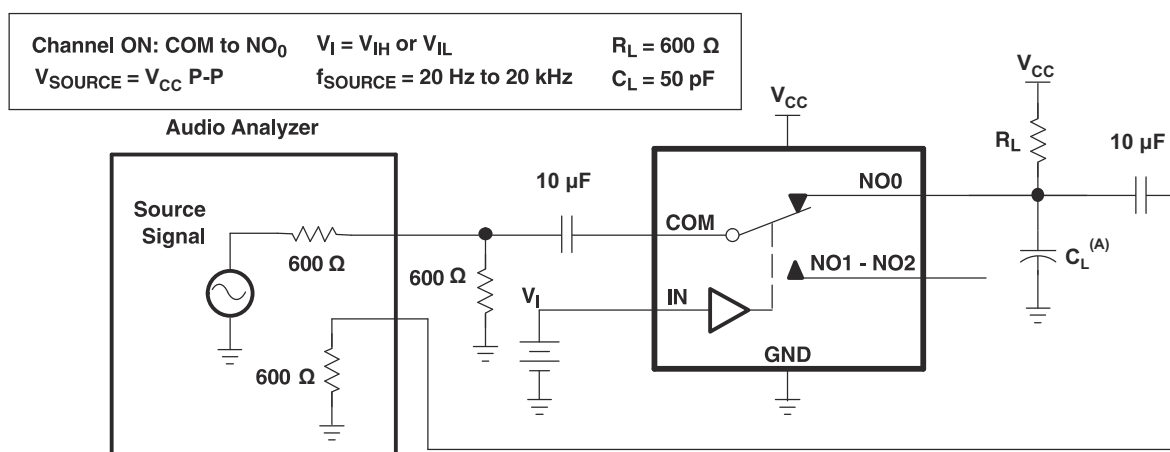 Channel ON: COM to NO0 VI = VIH or VIL RL = 600 Ω
VSOURCE = VCC P-P fSOURCE = 20 Hz to 20 kHz CL = 50 pF
Audio Analyzer
VCC
VCC
RL
10 µF
10 µF
NO0
Source
Signal
COM
600 Ω
CL(A)
NO1 - NO2
600 Ω
VI
IN
GND
600 Ω